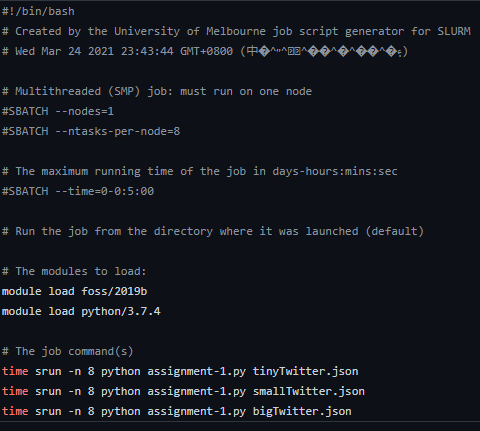 #!/bin/bash
# Created by the University of Melbourne job script generator for SLURM
# Wed Mar 24 2021 23:43:44 GMT+0800 (中
# Multithreaded (SMP) job: must run on one node
#SBATCH --nodes=1
#SBATCH --ntasks-per-node=8
# The maximum running time of the job in days-hours:mins:sec
#SBATCH --time=0-0:5:00
# Run the job from the directory where it was launched (default)
# The modules to load:
module load foss/2019b
module load python/3.7.4
# The job command(s)
time srun -n 8 python assignment-1.py tinyTwitter.json
time srun -n 8 python assignment-1.py smallTwitter.json
time srun -n 8 python assignment-1.py bigTwitter.json